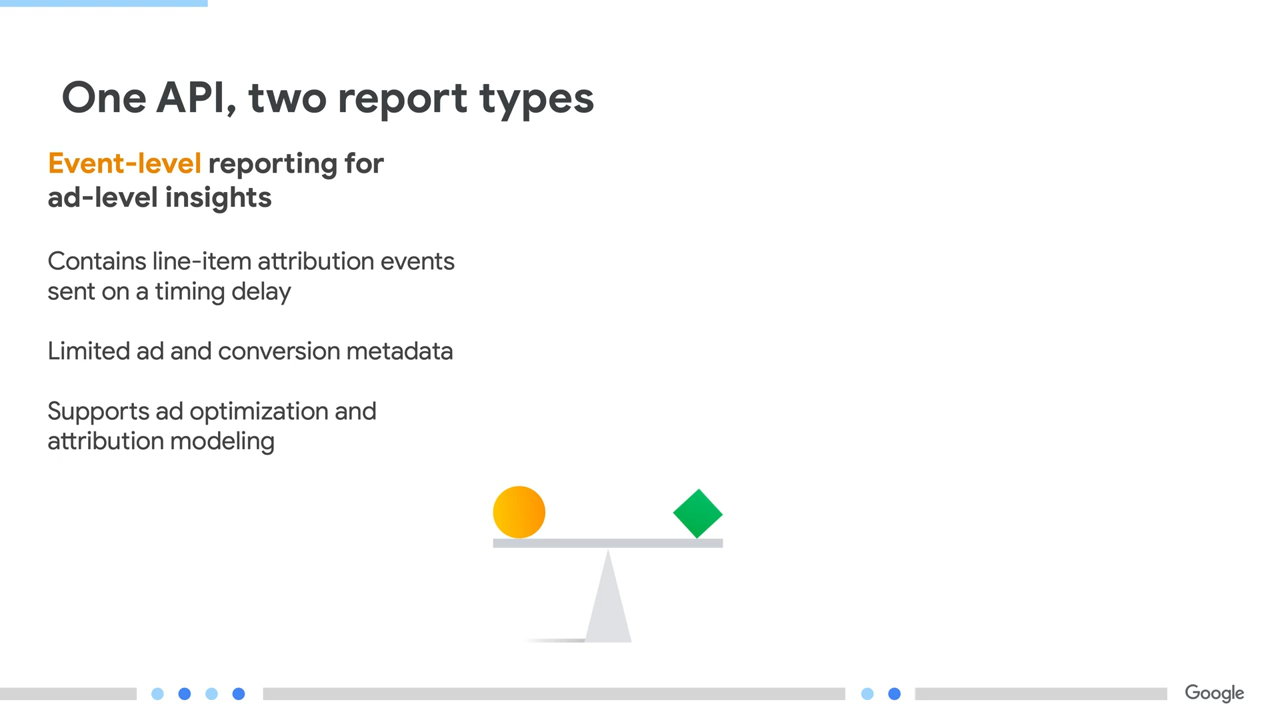 One API, two report types
Event-level reporting for
ad-level insights
Contains line-item attribution events
sent on a timing delay
Limited ad and conversion metadata
Supports ad optimization and
attribution modeling
Google